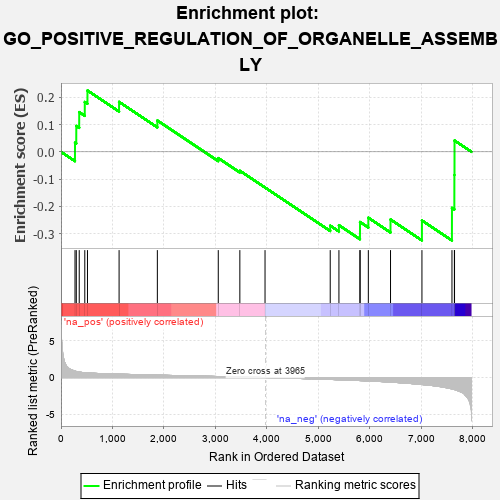 Enrichment plot:
GO_POSITIVE_REGULATION_OF_ORGANELLE_ASSEMB
LY
Enrichment score (ES)
0.2
0.1
0.0
-0.1
-0.2
-0.3
'na_pos' (positively correlated)
Ranked list metric (PreRanked)
5
0
-5
Zero cross at 3965
'na_neg' (negatively correlated)
0
1,000
2,000
3,000
4,000
5,000
6,000
7,000
8,000
Rank in Ordered Dataset
Enrichment profile
Hits
Ranking metric scores